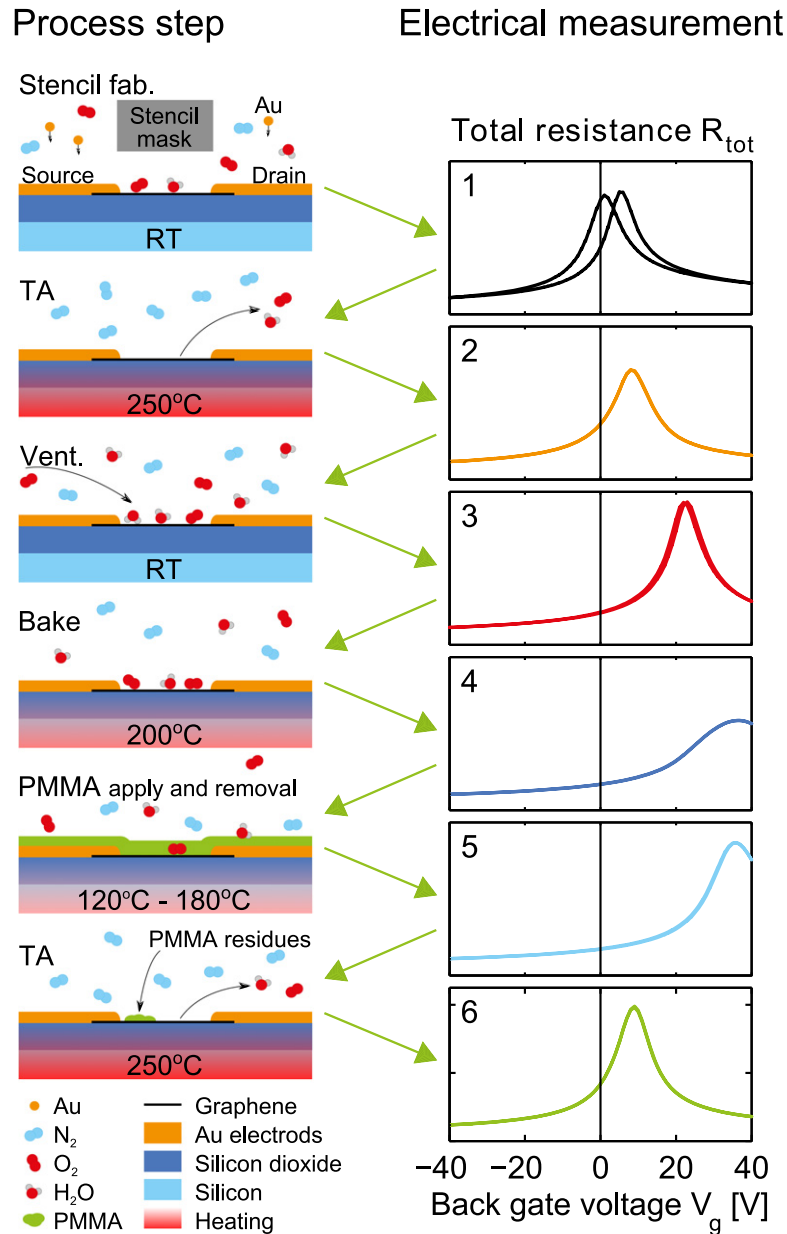 Process step
Electrical measurement
Stencil fab.
Au
Stencil
mask
Source
Drain
RT
Total resistance R_tot
1
TA
250°C
2
Vent.
RT
3
Bake
200°C
4
PMMA apply and removal
120°C - 180°C
5
TA
PMMA residues
250°C
6
−40 −20 0 20 40
Back gate voltage V_g [V]
Au
N₂
O₂
H₂O
PMMA
Graphene
Au electrods
Silicon dioxide
Silicon
Heating